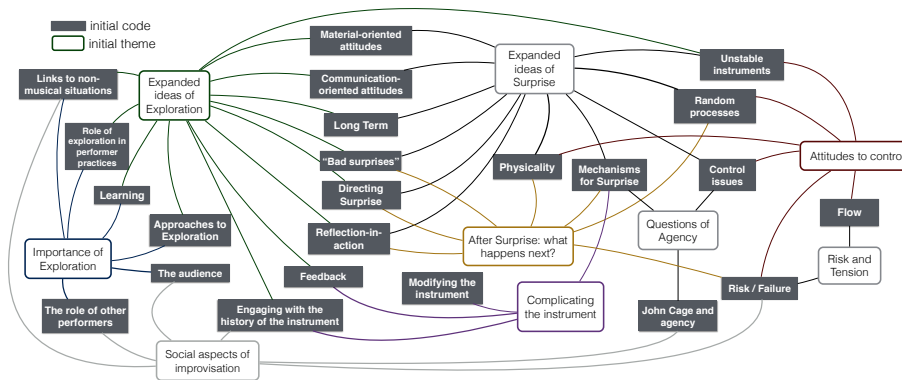 initial code
initial theme
Material-oriented
attitudes
Expanded
ideas of
Surprise
Unstable
instruments
Links to non-
musical situations
Expanded
ideas of
Exploration
Communication-
oriented attitudes
Random
processes
Long Term
Role of
exploration in
performer
practices
"Bad surprises"
Physicality
Mechanisms
for Surprise
Control
issues
Attitudes to control
Learning
Directing
Surprise
Approaches to
Exploration
Reflection-in-
action
After Surprise: what
happens next?
Questions of
Agency
Flow
Importance of
Exploration
The audience
Feedback
Modifying the
instrument
Complicating
the instrument
Risk / Failure
Risk and
Tension
The role of other
performers
Engaging with the
history of the instrument
John Cage and
agency
Social aspects of
improvisation